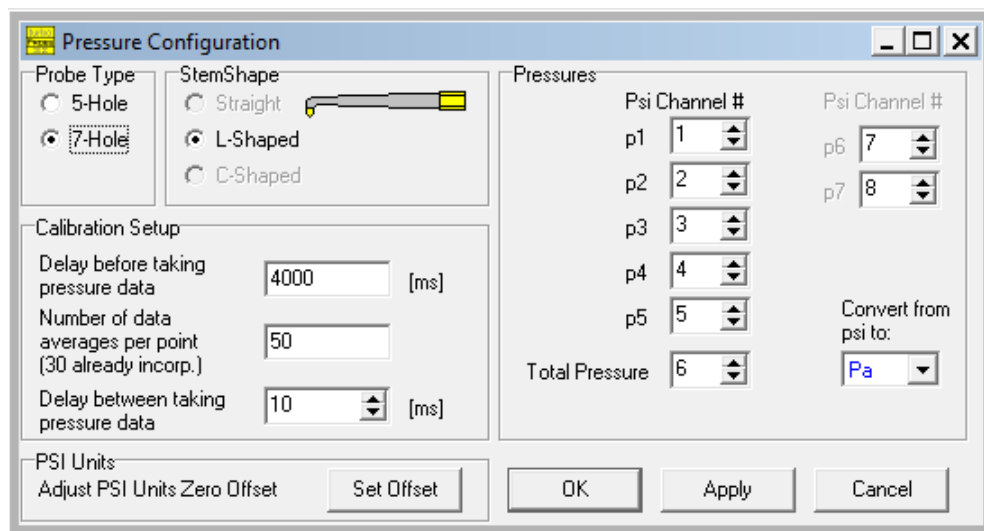 Pressure Configuration
Probe Type
5-Hole
7-Hole
StemShape
Straight
L-Shaped
C-Shaped
Calibration Setup
Delay before taking
pressure data
4000
[ms]
Number of data
averages per point
(30 already incorp.)
50
Delay between taking
pressure data
10
[ms]
PSI Units
Adjust PSI Units Zero Offset
Set Offset
Pressures
Psi Channel #
p1 1
p2 2
p3 3
p4 4
p5 5
Total Pressure 6
Psi Channel #
p6 7
p7 8
Convert from
psi to:
Pa
OK
Apply
Cancel